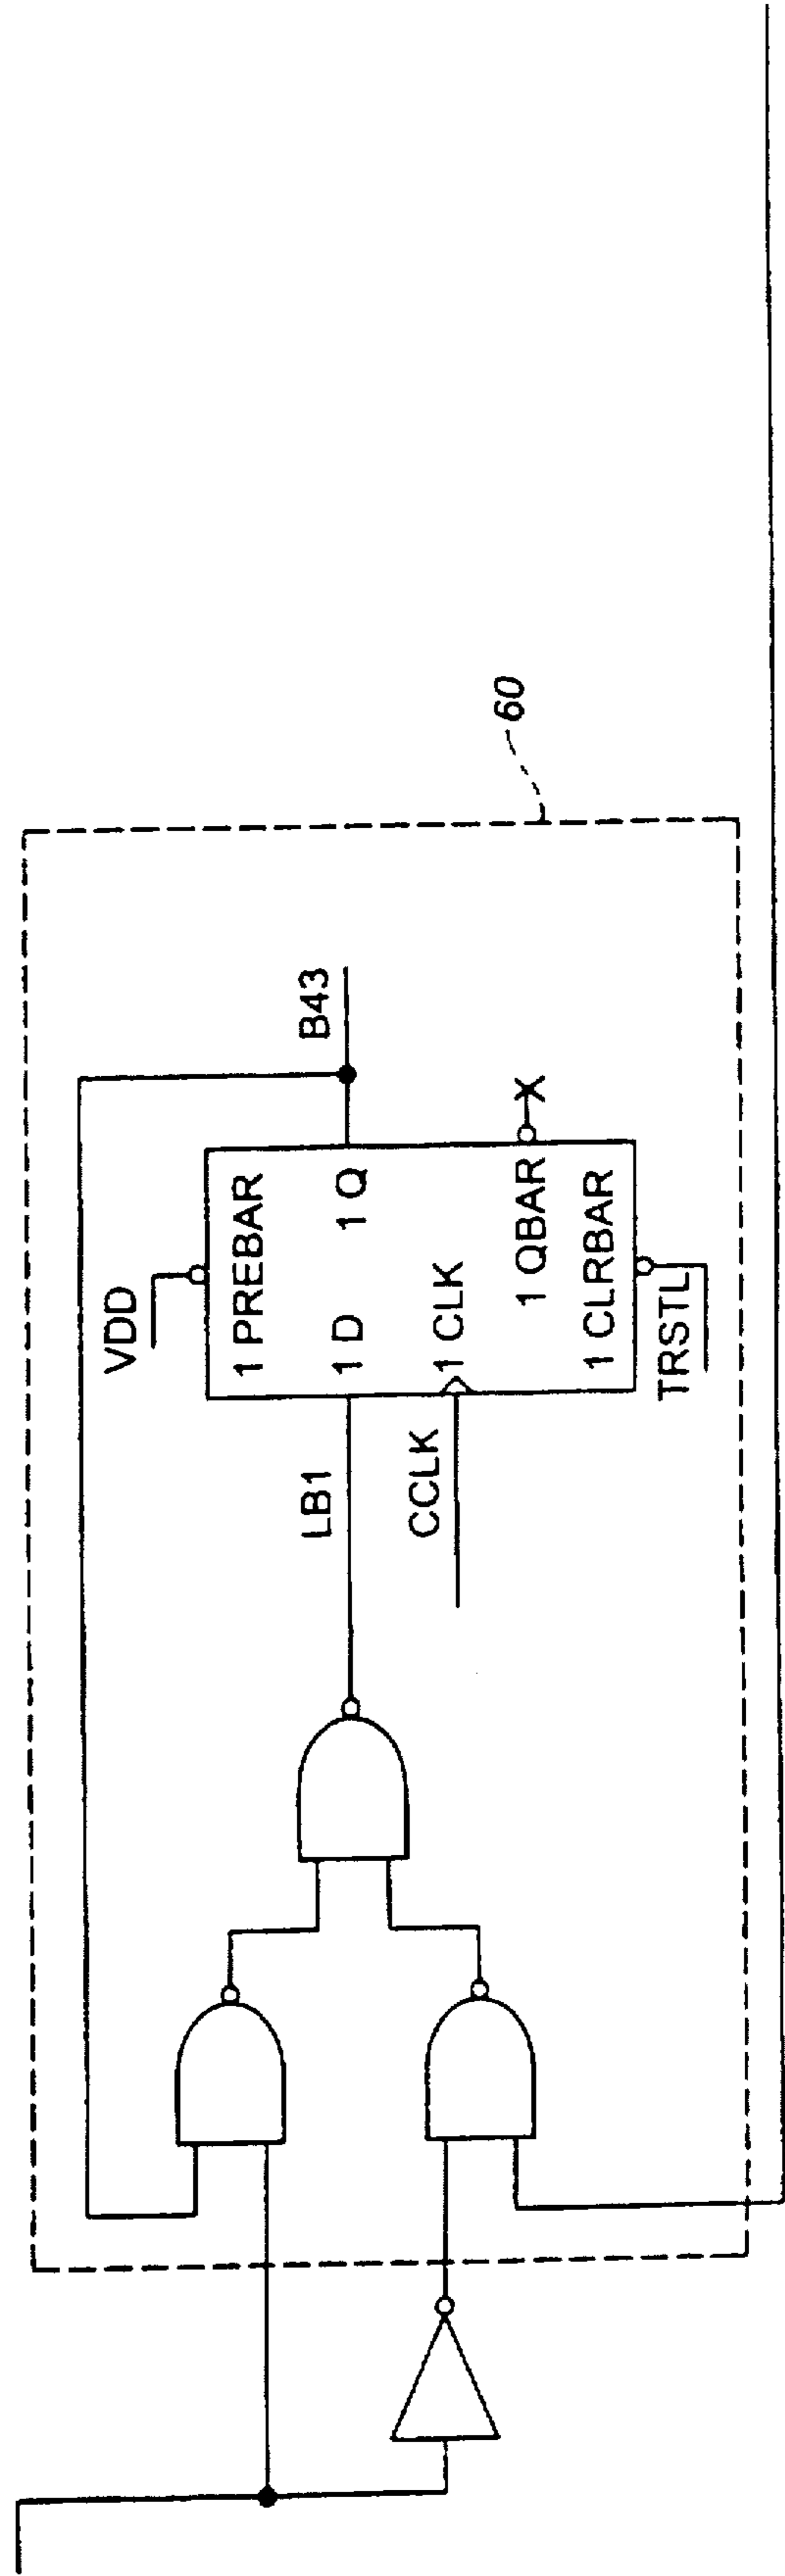 60
B43
VDD
1 PREBAR
1 D
1 Q
LB1
CCLK
1 CLK
1 QBAR
X
1 CLRBAR
TRSTL